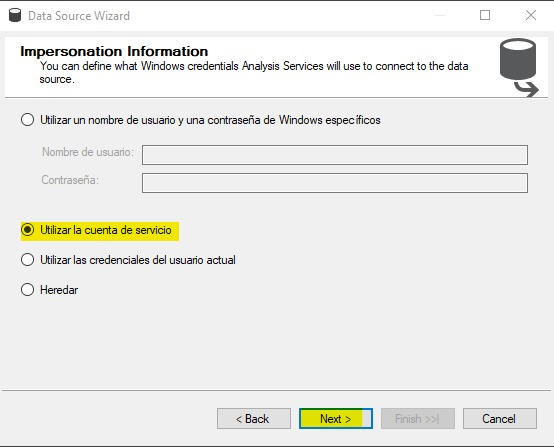 Data Source Wizard
Impersonation Information
You can define what Windows credentials Analysis Services will use to connect to the data
source.
Utilizar un nombre de usuario y una contraseña de Windows específicos
Nombre de usuario:
Contraseña:
Utilizar la cuenta de servicio
Utilizar las credenciales del usuario actual
Heredar
< Back Next > Finish >>| Cancel